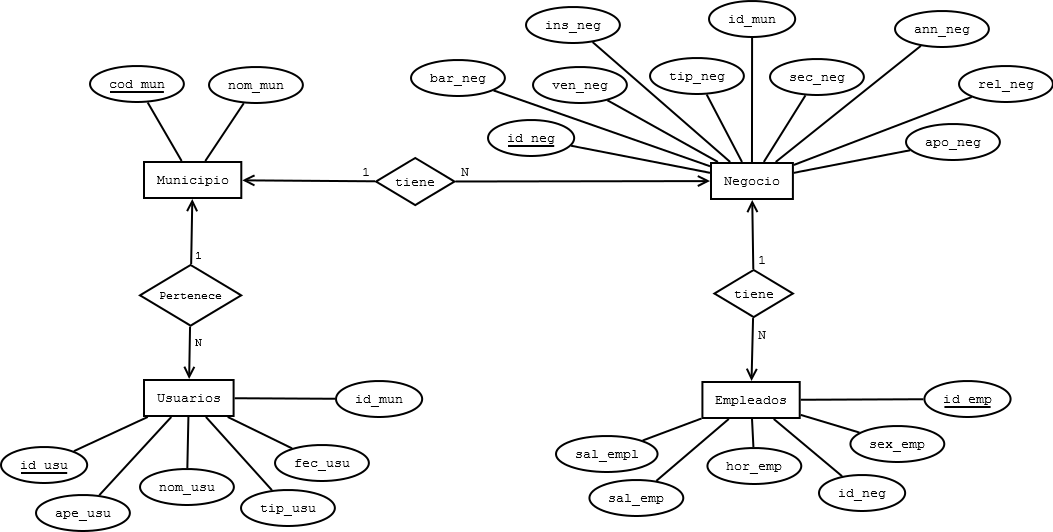 id_mun
ins_neg
ann_neg
cod_mun
nom_mun
bar_neg
ven_neg
tip_neg
sec_neg
rel_neg
id_neg
apo_neg
Municipio
1
tiene
N
Negocio
1
Pertenece
N
1
tiene
N
Usuarios
id_mun
Empleados
id_emp
id_usu
fec_usu
nom_usu
ape_usu
tip_usu
sal_empl
sex_emp
hor_emp
sal_emp
id_neg